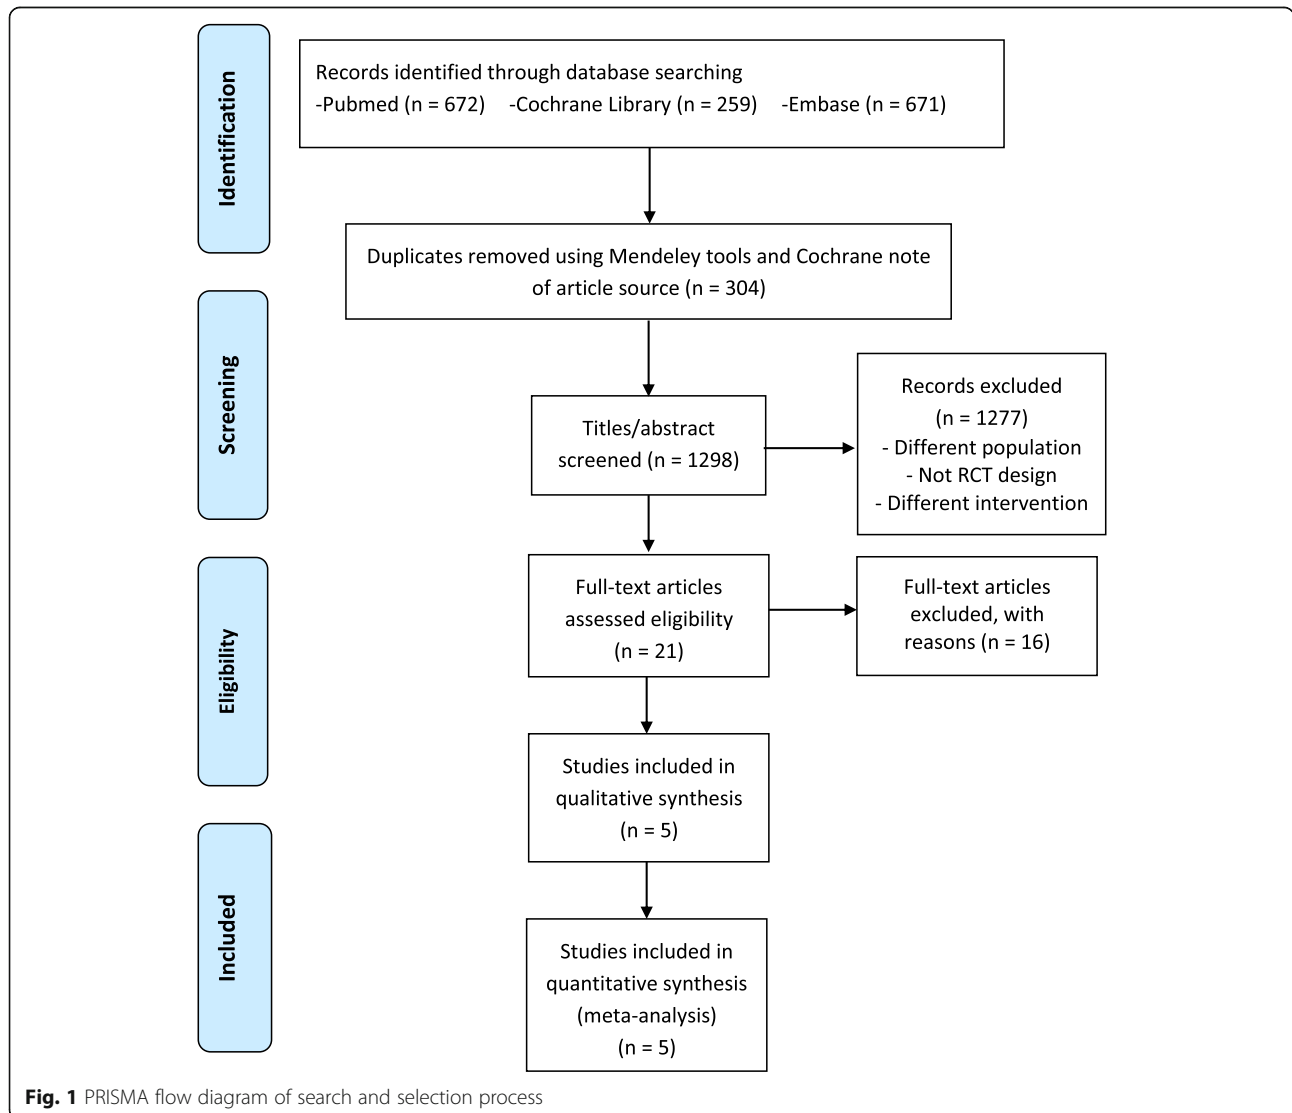 Identification
Records identified through database searching
-Pubmed (n = 672) -Cochrane Library (n = 259) -Embase (n = 671)
Duplicates removed using Mendeley tools and Cochrane note
of article source (n = 304)
Screening
Titles/abstract
screened (n = 1298)
Records excluded
(n = 1277)
- Different population
- Not RCT design
- Different intervention
Eligibility
Full-text articles
assessed eligibility
(n = 21)
Full-text articles
excluded, with
reasons (n = 16)
Studies included in
qualitative synthesis
(n = 5)
Included
Studies included in
quantitative synthesis
(meta-analysis)
(n = 5)
Fig. 1 PRISMA flow diagram of search and selection process